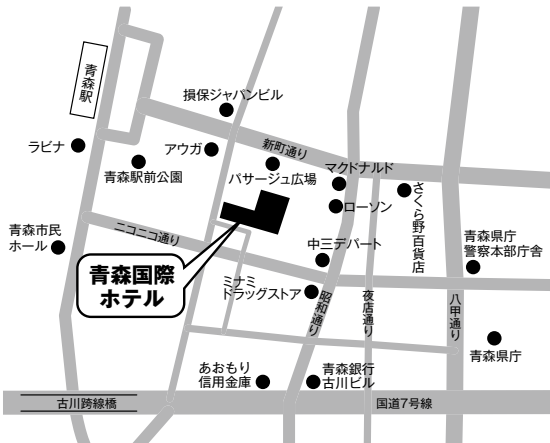 青森駅
損保ジャパンビル
新町通り
ラビナ
アウガ
青森駅前公園
パサージュ広場
マクドナルド
ローソン
さくら野百貨店
ニコニコ通り
青森市民
ホール
中三デパート
青森県庁
警察本部庁舎
青森国際
ホテル
ミナミ
ドラッグストア
昭和通り
夜店通り
八甲通り
青森県庁
あおもり
信用金庫
青森銀行
古川ビル
古川跨線橋
国道7号線